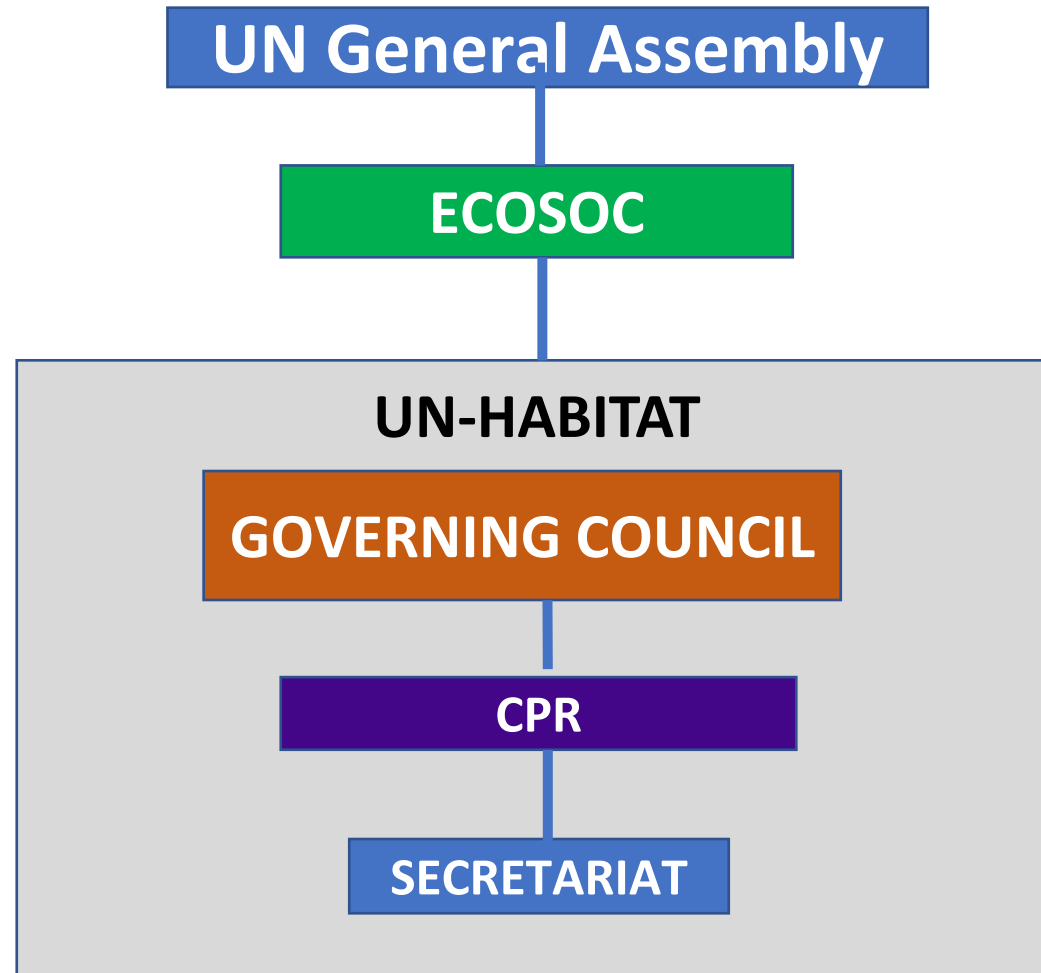 UN General Assembly
ECOSOC
UN-HABITAT
GOVERNING COUNCIL
CPR
SECRETARIAT